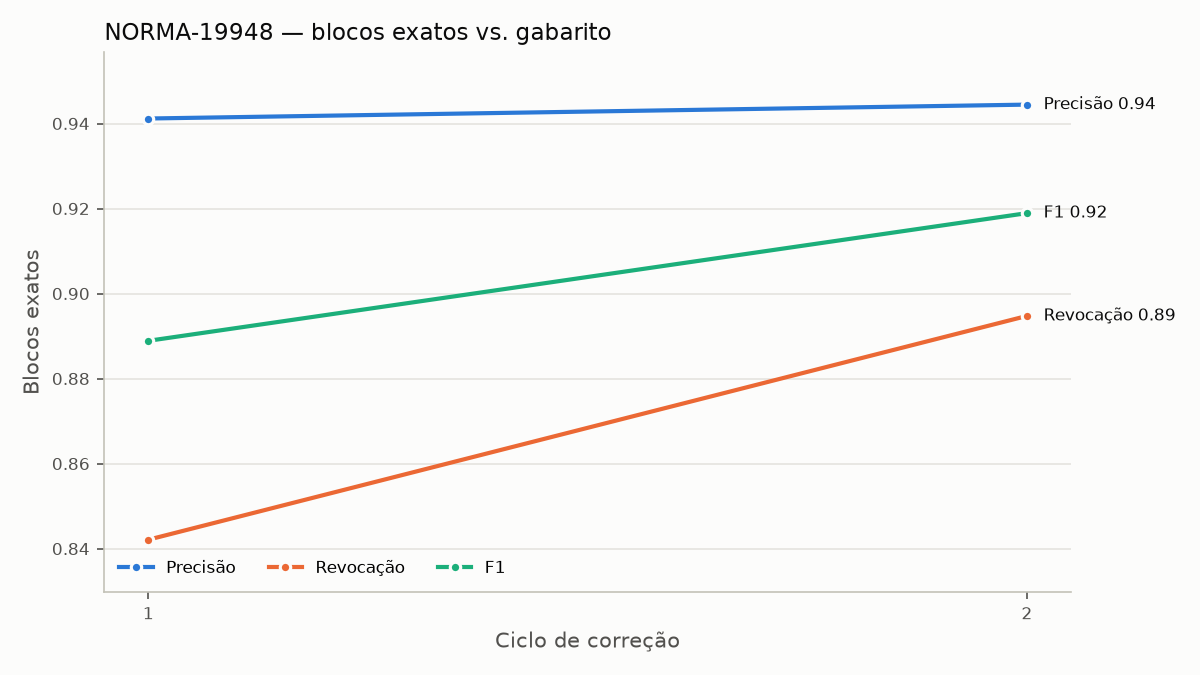 NORMA-19948 — blocos exatos vs. gabarito
Blocos exatos
0.94
0.92
0.90
0.88
0.86
0.84
Precisão 0.94
F1 0.92
Revocação 0.89
Precisão
Revocação
F1
1
2
Ciclo de correção